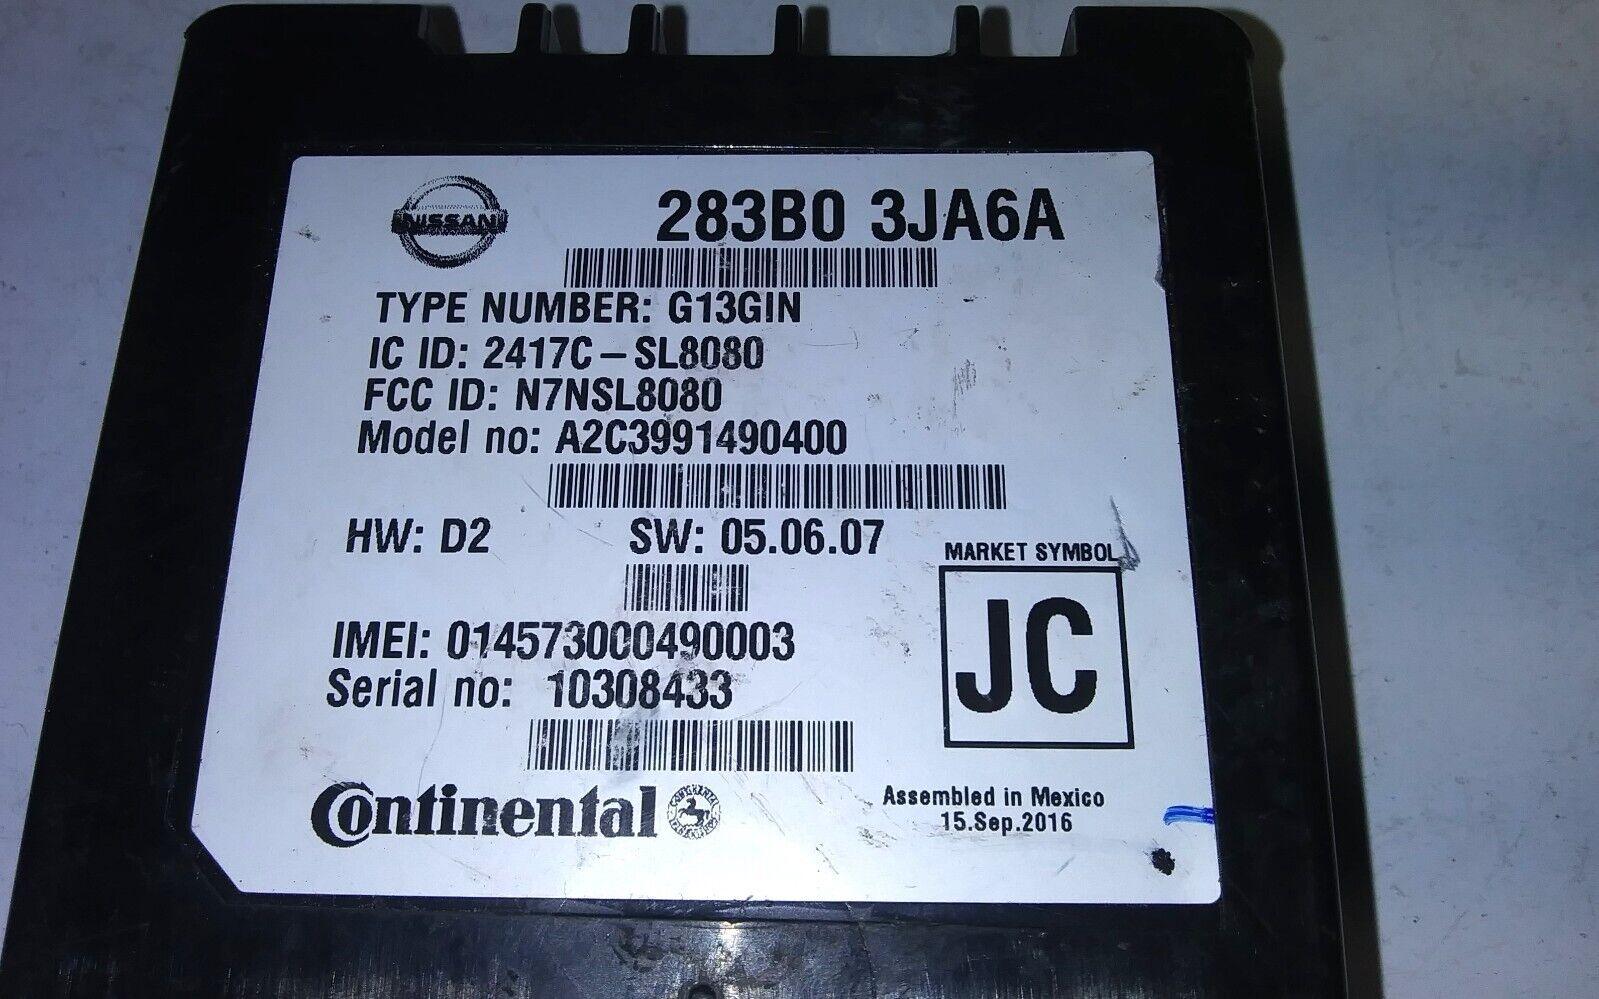 NISSAN
283B0 3JA6A
TYPE NUMBER: G13GIN
IC ID: 2417C-SL8080
FCC ID: N7NSL8080
Model no: A2C3991490400
HW: D2 SW: 05.06.07
MARKET SYMBOL
JC
IMEI: 014573000490003
Serial no: 10308433
Continental
Assembled in Mexico
15.Sep.2016